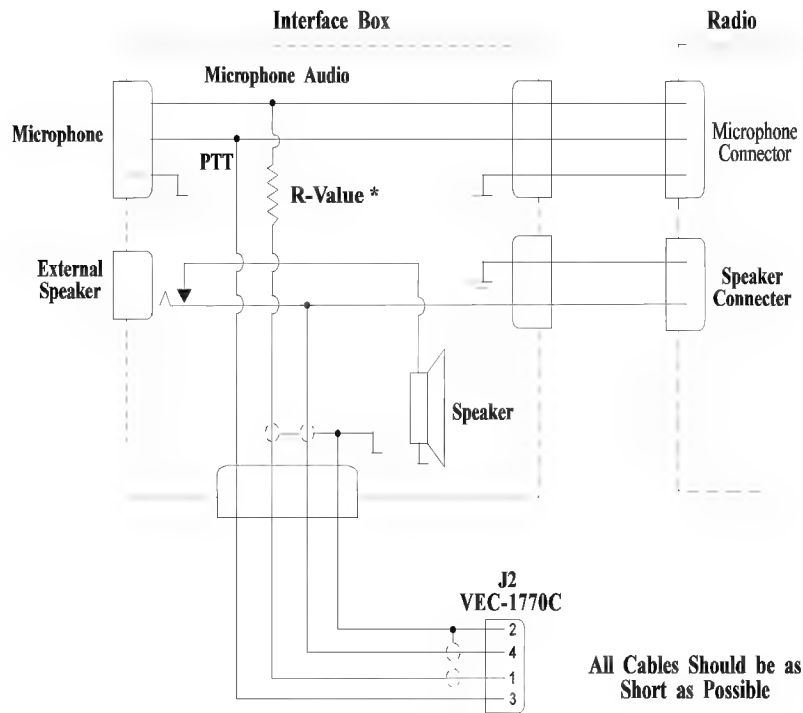 Interface Box
Radio
Microphone Audio
Microphone
PTT
R-Value *
Microphone
Connector
External
Speaker
Speaker
Connecter
Speaker
J2
VEC-1770C
2
4
1
3
All Cables Should be as
Short as Possible